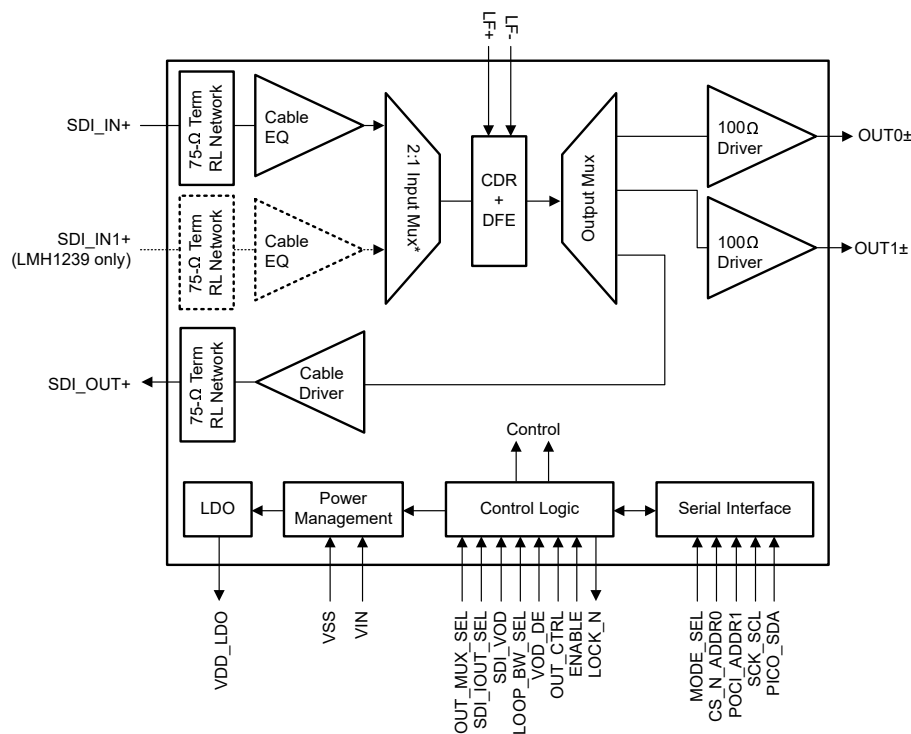 LF+
LF-
SDI_IN+
75-Ω Term
RL Network
Cable
EQ
2:1 Input Mux*
CDR
+
DFE
Output Mux
100Ω
Driver
OUT0±
SDI_IN1+
(LMH1239 only)
75-Ω Term
RL Network
Cable
EQ
100Ω
Driver
OUT1±
SDI_OUT+
75-Ω Term
RL Network
Cable
Driver
Control
LDO
Power
Management
Control Logic
Serial Interface
VDD_LDO
VSS
VIN
OUT_MUX_SEL
SDI_IOUT_SEL
SDI_VOD
LOOP_BW_SEL
VOD_DE
OUT_CTRL
ENABLE
LOCK_N
MODE_SEL
CS_N_ADDR0
POCI_ADDR1
SCK_SCL
PICO_SDA